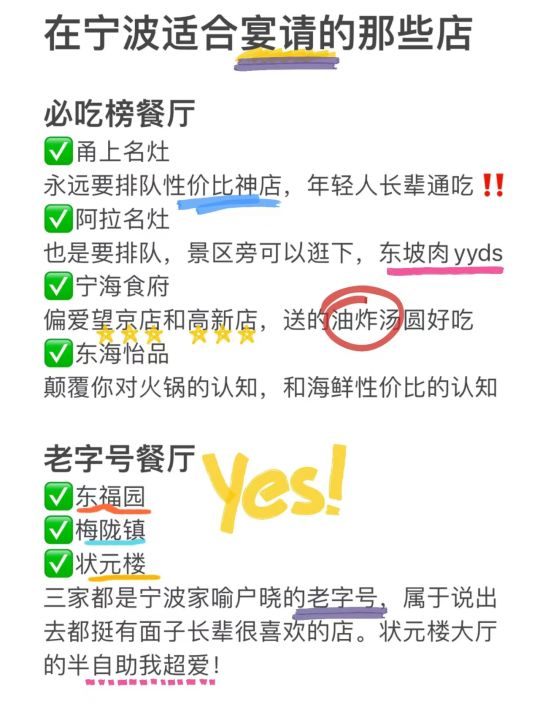 在宁波适合宴请的那些店
必吃榜餐厅
✅甬上名灶
永远要排队性价比神店，年轻人长辈通吃‼️
✅阿拉名灶
也是要排队，景区旁可以逛下，东坡肉yyds
✅宁海食府
偏爱望京店和高新店，送的油炸汤圆好吃
✅东海怡品
颠覆你对火锅的认知，和海鲜性价比的认知
老字号餐厅
Yes!
✅东福园
✅梅陇镇
✅状元楼
三家都是宁波家喻户晓的老字号，属于说出
去都挺有面子长辈很喜欢的店。状元楼大厅
的半自助我超爱！